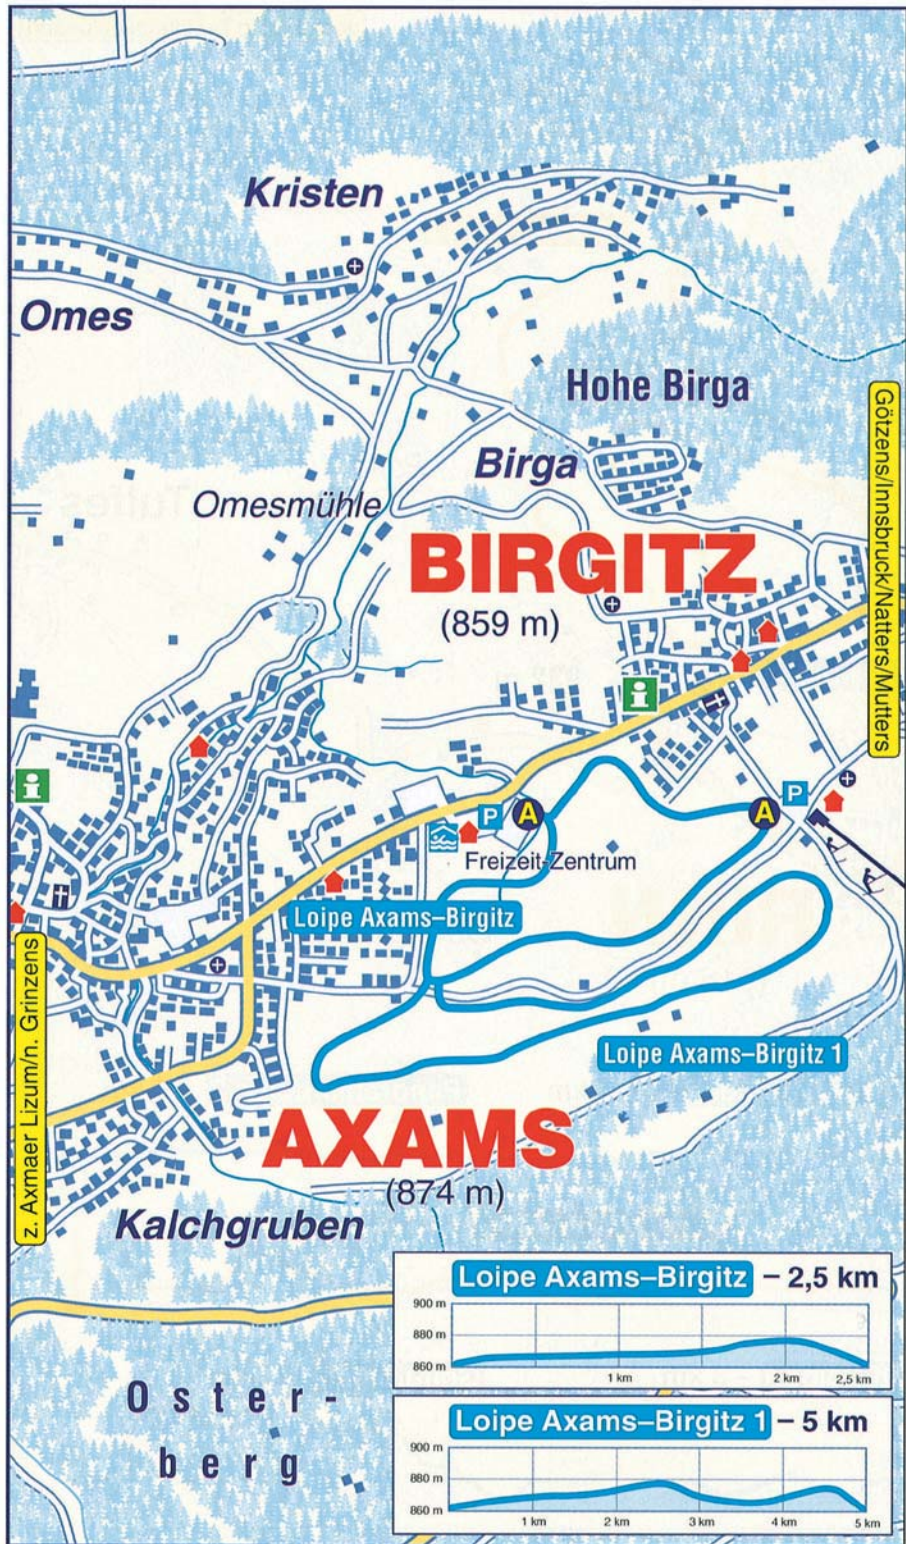 Kristen
Omes
Hohe Birga
Götzens/Innsbruck/Natters/Mutters
Birga
Omesmühle
BIRGITZ
(859 m)
i
i
P
A
P
A
Freizeit-Zentrum
Loipe Axams–Birgitz
z. Axmaer Lizum/n. Grinzens
Loipe Axams–Birgitz 1
AXAMS
(874 m)
Kalchgruben
Oster-
berg
Loipe Axams–Birgitz – 2,5 km
900 m
880 m
860 m
1 km 2 km 2,5 km
Loipe Axams–Birgitz 1 – 5 km
900 m
880 m
860 m
1 km 2 km 3 km 4 km 5 km